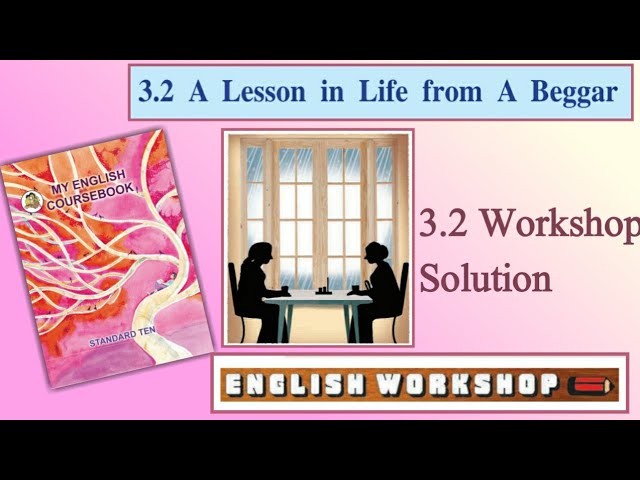 3.2 A Lesson in Life from A Beggar
MY ENGLISH
COURSEBOOK
STANDARD TEN
3.2 Workshop
Solution
ENGLISH WORKSHOP